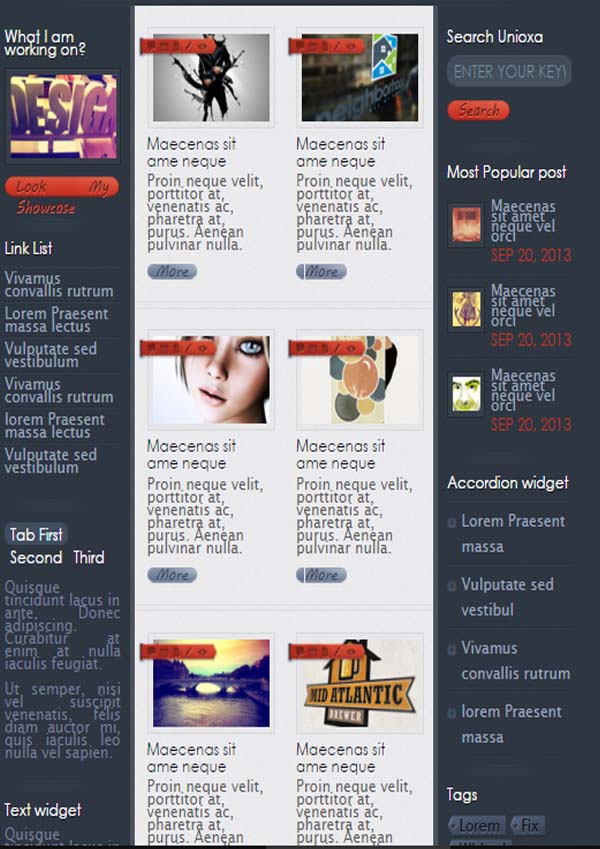 What I am
working on?
DESIGN
Look My
Showcase
Link List
Vivamus
convallis rutrum
Lorem Praesent
massa lectus
Vulputate sed
vestibulum
Vivamus
convallis rutrum
lorem Praesent
massa lectus
Vulputate sed
vestibulum
Tab First
Second Third
Quisque
tincidunt lacus in
ante. Donec
adipiscing.
Curabitur at
enim at nulla
iaculis feugiat.
Ut semper, nisi
vel suscipit
venenatis, felis
diam auctor mi,
quis iaculis leo
nulla vel sapien.
Text widget
Quisque
tincidunt lacus in
Maecenas sit
ame neque
Proin neque velit,
porttitor at,
venenatis ac,
pharetra at,
purus. Aenean
pulvinar nulla.
More
neighborhood
Maecenas sit
ame neque
Proin neque velit,
porttitor at,
venenatis ac,
pharetra at,
purus. Aenean
pulvinar nulla.
More
Maecenas sit
ame neque
Proin neque velit,
porttitor at,
venenatis ac,
pharetra at,
purus. Aenean
pulvinar nulla.
More
Maecenas sit
ame neque
Proin neque velit,
porttitor at,
venenatis ac,
pharetra at,
purus. Aenean
pulvinar nulla.
More
Maecenas sit
ame neque
Proin neque velit,
porttitor at,
venenatis ac,
pharetra at,
purus. Aenean
MID ATLANTIC
BREWER
Maecenas sit
ame neque
Proin neque velit,
porttitor at,
venenatis ac,
pharetra at,
purus. Aenean
Search Unioxa
ENTER YOUR KEYW
Search
Most Popular post
Maecenas
sit amet
neque vel
orci
SEP 20, 2013
Maecenas
sit amet
neque vel
orci
SEP 20, 2013
Maecenas
sit amet
neque vel
orci
SEP 20, 2013
Accordion widget
Lorem Praesent
massa
Vulputate sed
vestibul
Vivamus
convallis rutrum
lorem Praesent
massa
Tags
Lorem Fix
Widget